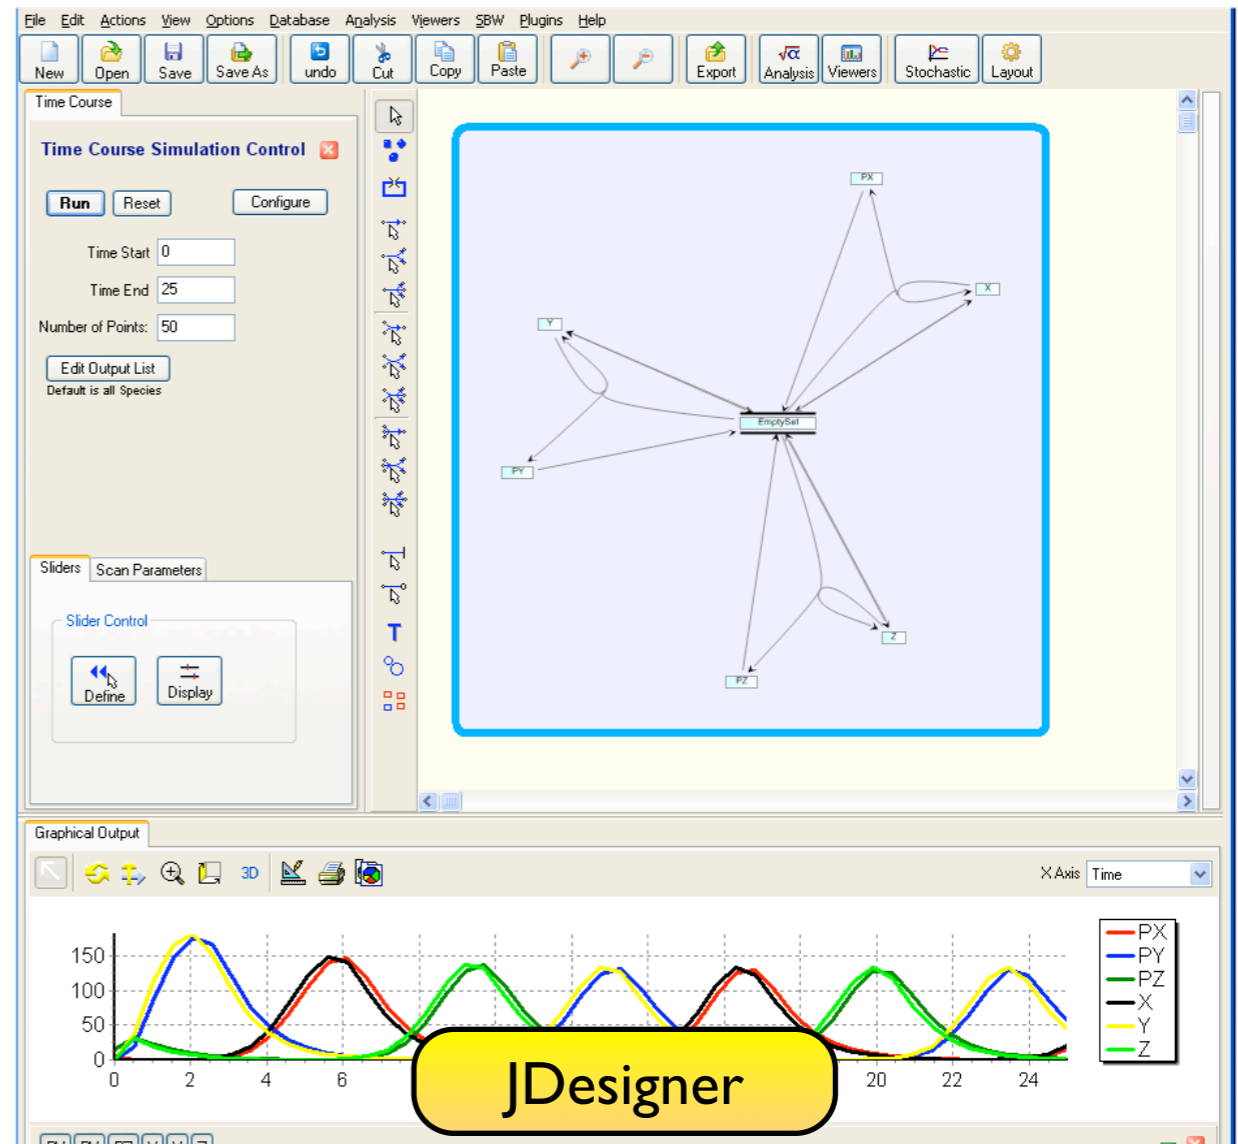 File Edit Actions View Options Database Analysis Viewers SBW Plugins Help
New Open Save Save As undo Cut Copy Paste Export √α Analysis Viewers Stochastic Layout
Time Course
Time Course Simulation Control
Run Reset Configure
Time Start 0
Time End 25
Number of Points: 50
Edit Output List
Default is all Species
Sliders Scan Parameters
Slider Control
Define Display
T
PX
X
Y
EmptySet
PY
Z
PZ
Graphical Output
3D
X Axis Time
150
100
50
0
0 2 4 6 20 22 24
PX
PY
PZ
X
Y
Z
JDesigner